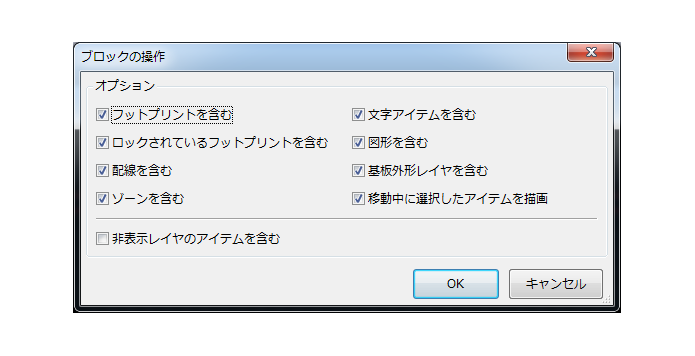 ブロックの操作
オプション
フットプリントを含む
文字アイテムを含む
ロックされているフットプリントを含む
図形を含む
配線を含む
基板外形レイヤを含む
ゾーンを含む
移動中に選択したアイテムを描画
非表示レイヤのアイテムを含む
OK
キャンセル